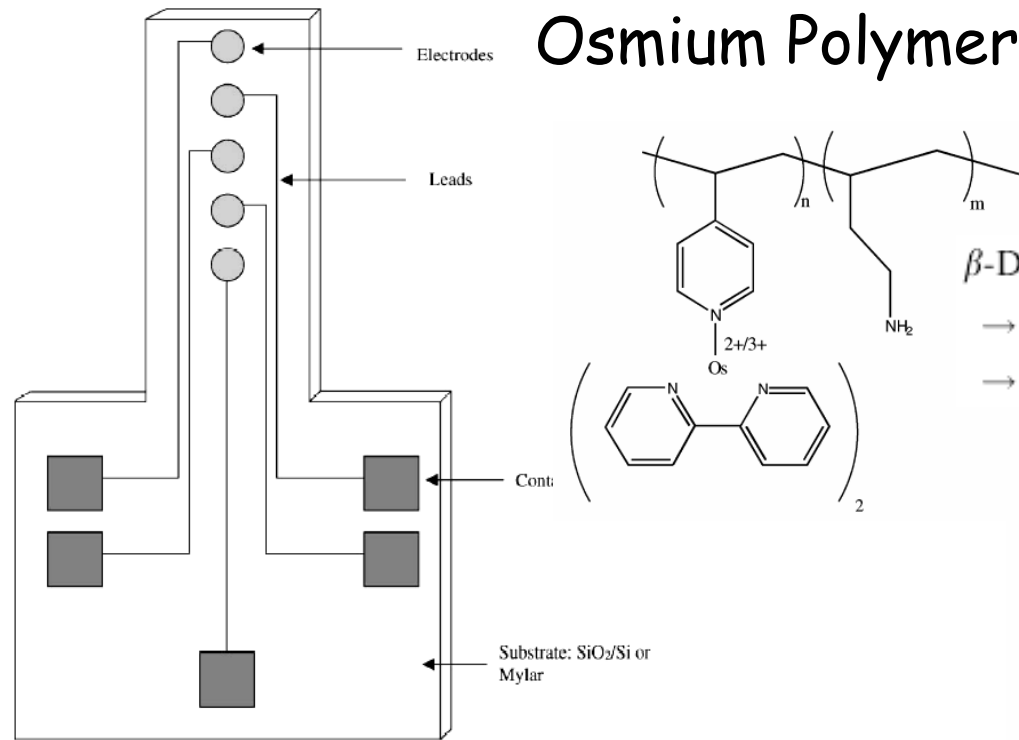 Osmium Polymer
Electrodes
Leads
n
m
N
2+/3+
Os
NH2
β-D
→
→
N
N
2
Conta
Substrate: SiO2/Si or
Mylar